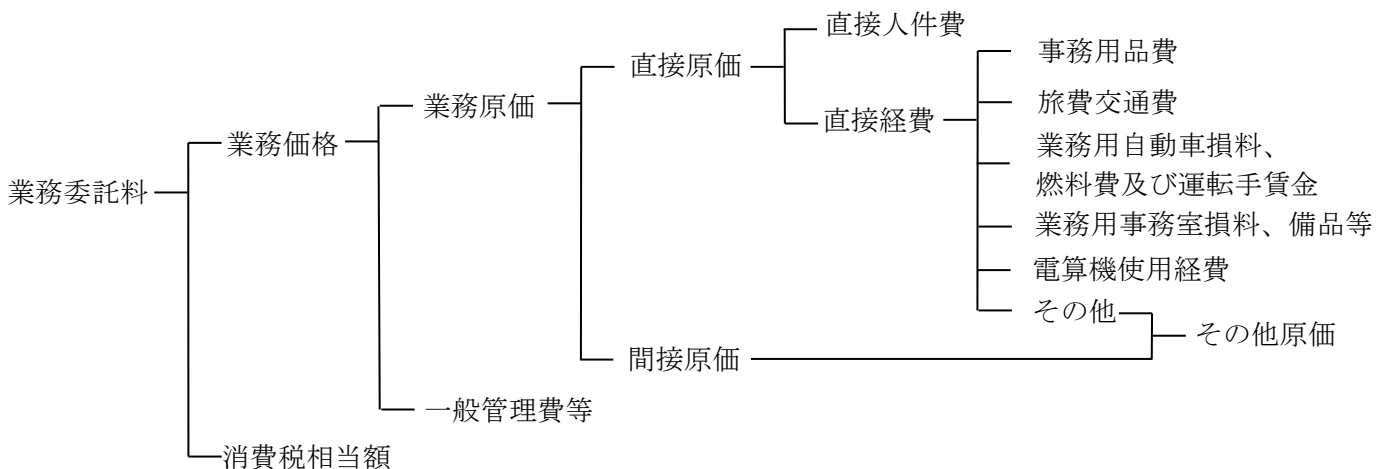 直接人件費
直接原価
事務用品費
業務原価
旅費交通費
直接経費
業務価格
業務用自動車損料、
燃料費及び運転手賃金
業務委託料
業務用事務室損料、備品等
電算機使用経費
その他
その他原価
間接原価
一般管理費等
消費税相当額